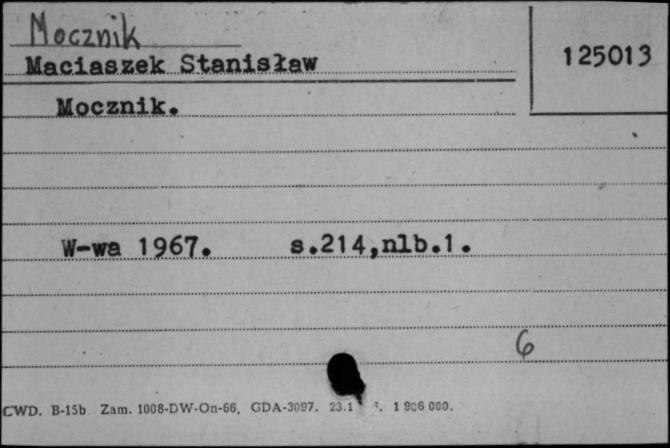 Mocznik
Maciaszek Stanisław
125013
Mocznik.
W-wa 1967. s.214,nlb.1.
6
CWD. B-15b Zam. 1008-DW-On-66. GDA-3097. 23.1 1 906 000.